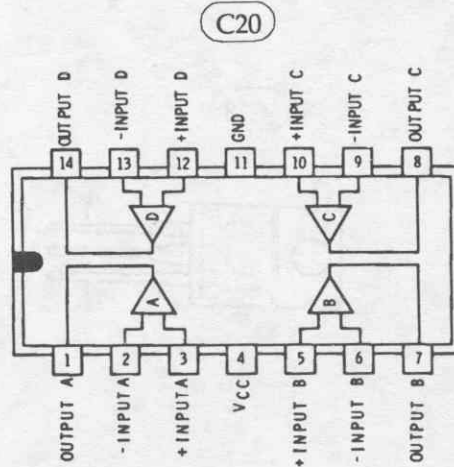 C20
OUTPUT D
-INPUT D
+INPUT D
GND
+INPUT C
-INPUT C
OUTPUT C
14
13
12
11
10
9
8
D
C
A
B
1
2
3
4
5
6
7
OUTPUT A
-INPUT A
+INPUT A
VCC
+INPUT B
-INPUT B
OUTPUT B